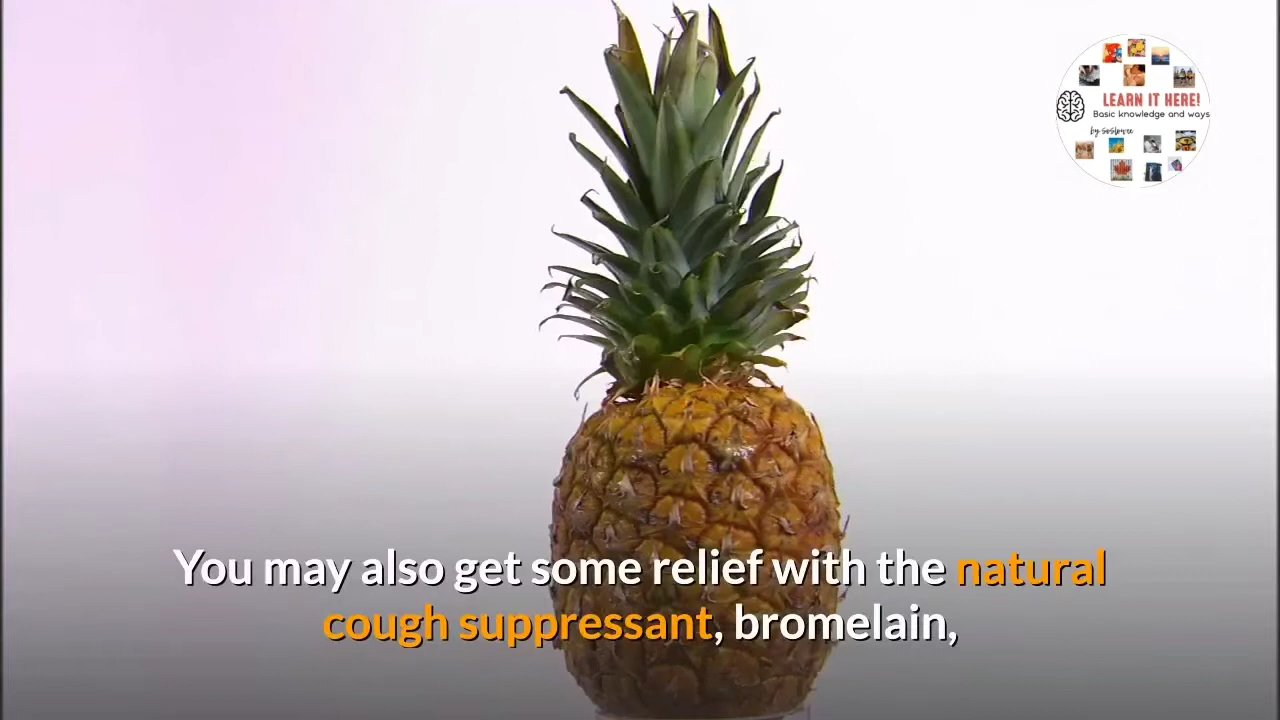 LEARN IT HERE!
Basic knowledge and ways
You may also get some relief with the natural
cough suppressant, bromelain,